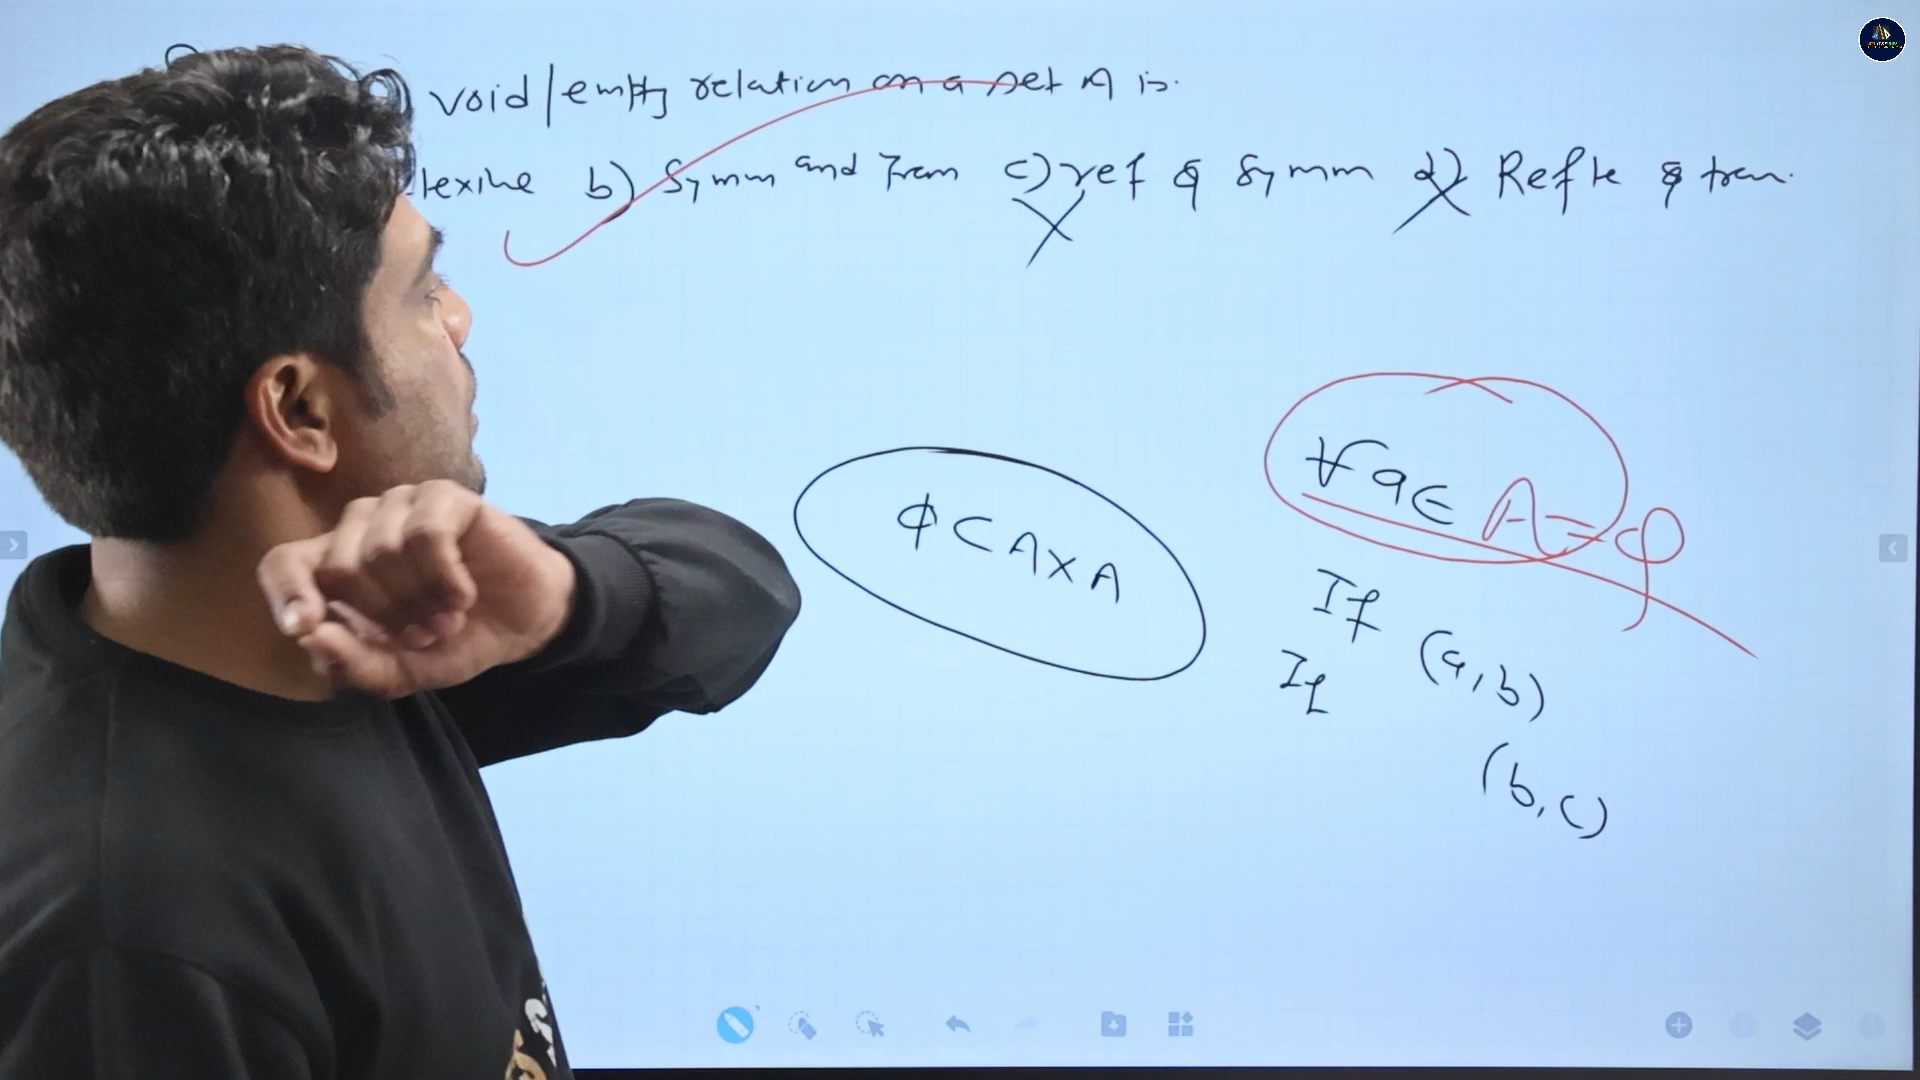 void/empty relation on a set A is.
lexive b) Symm and Tran c) ref & Symm d) Refle & tran.
∀a∈ A=φ
φ⊂A×A
If (a,b)
If
(b,c)